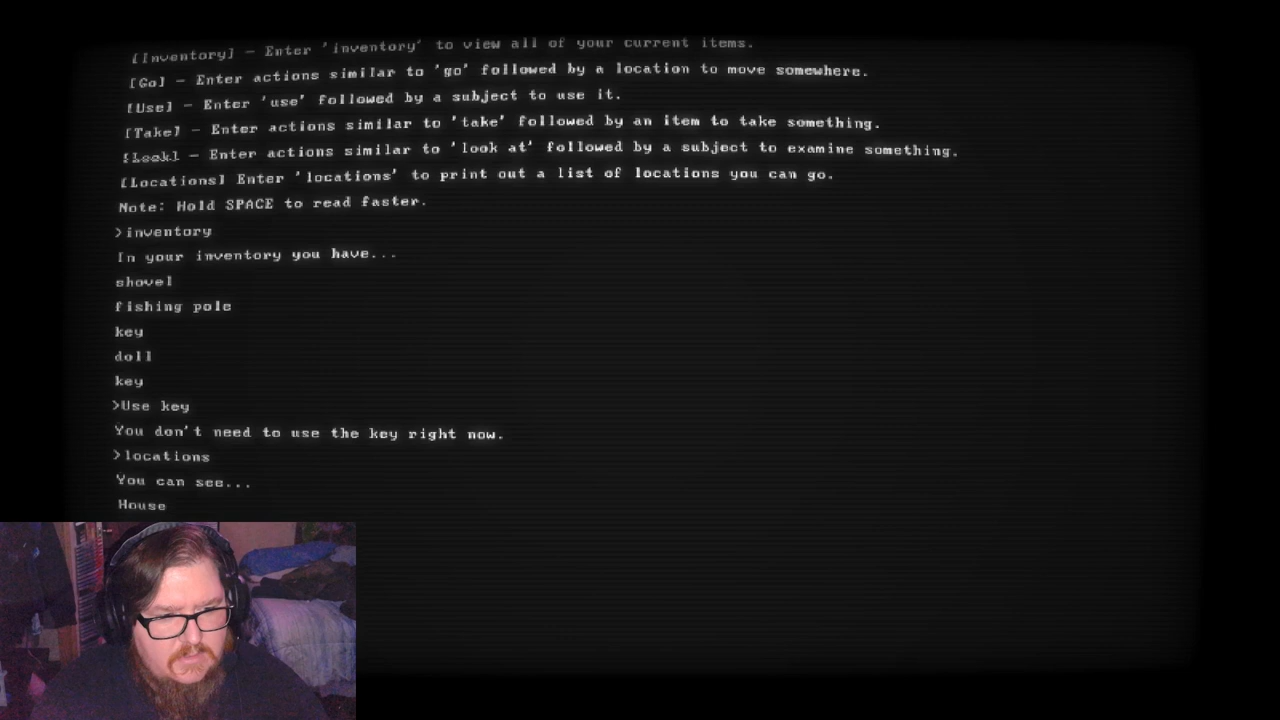 [Inventory] - Enter 'inventory' to view all of your current items.
[Go] - Enter actions similar to 'go' followed by a location to move somewhere.
[Use] - Enter 'use' followed by a subject to use it.
[Take] - Enter actions similar to 'take' followed by an item to take something.
[Look] - Enter actions similar to 'look at' followed by a subject to examine something.
[Locations] Enter 'locations' to print out a list of locations you can go.
Note: Hold SPACE to read faster.
>inventory
In your inventory you have...
shovel
fishing pole
key
doll
key
>Use key
You don't need to use the key right now.
>locations
You can see...
House